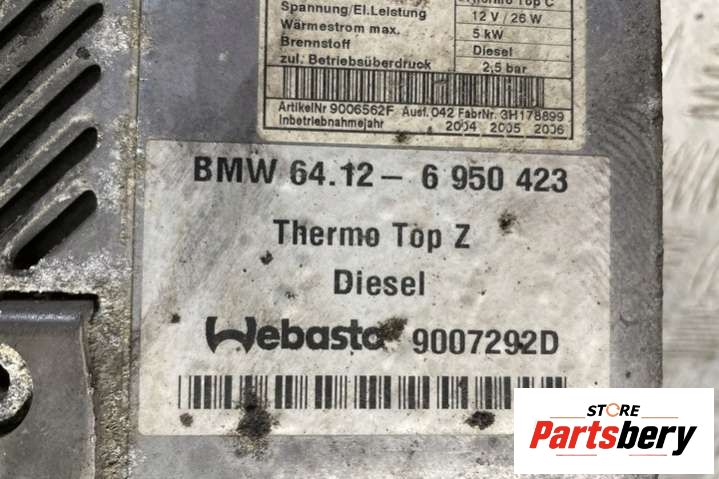 Spannung/El.Leistung 12 V / 26 W
Wärmestrom max. 5 kW
Brennstoff Diesel
zul. Betriebsüberdruck 2,5 bar
ArtikelNr 9006562F Ausf. 042 FabrNr. 3H178899
Inbetriebnahmejahr 2004 2005 2006
BMW 64.12 - 6 950 423
Thermo Top Z
Diesel
Webasto 9007292D
STORE
Partsbery